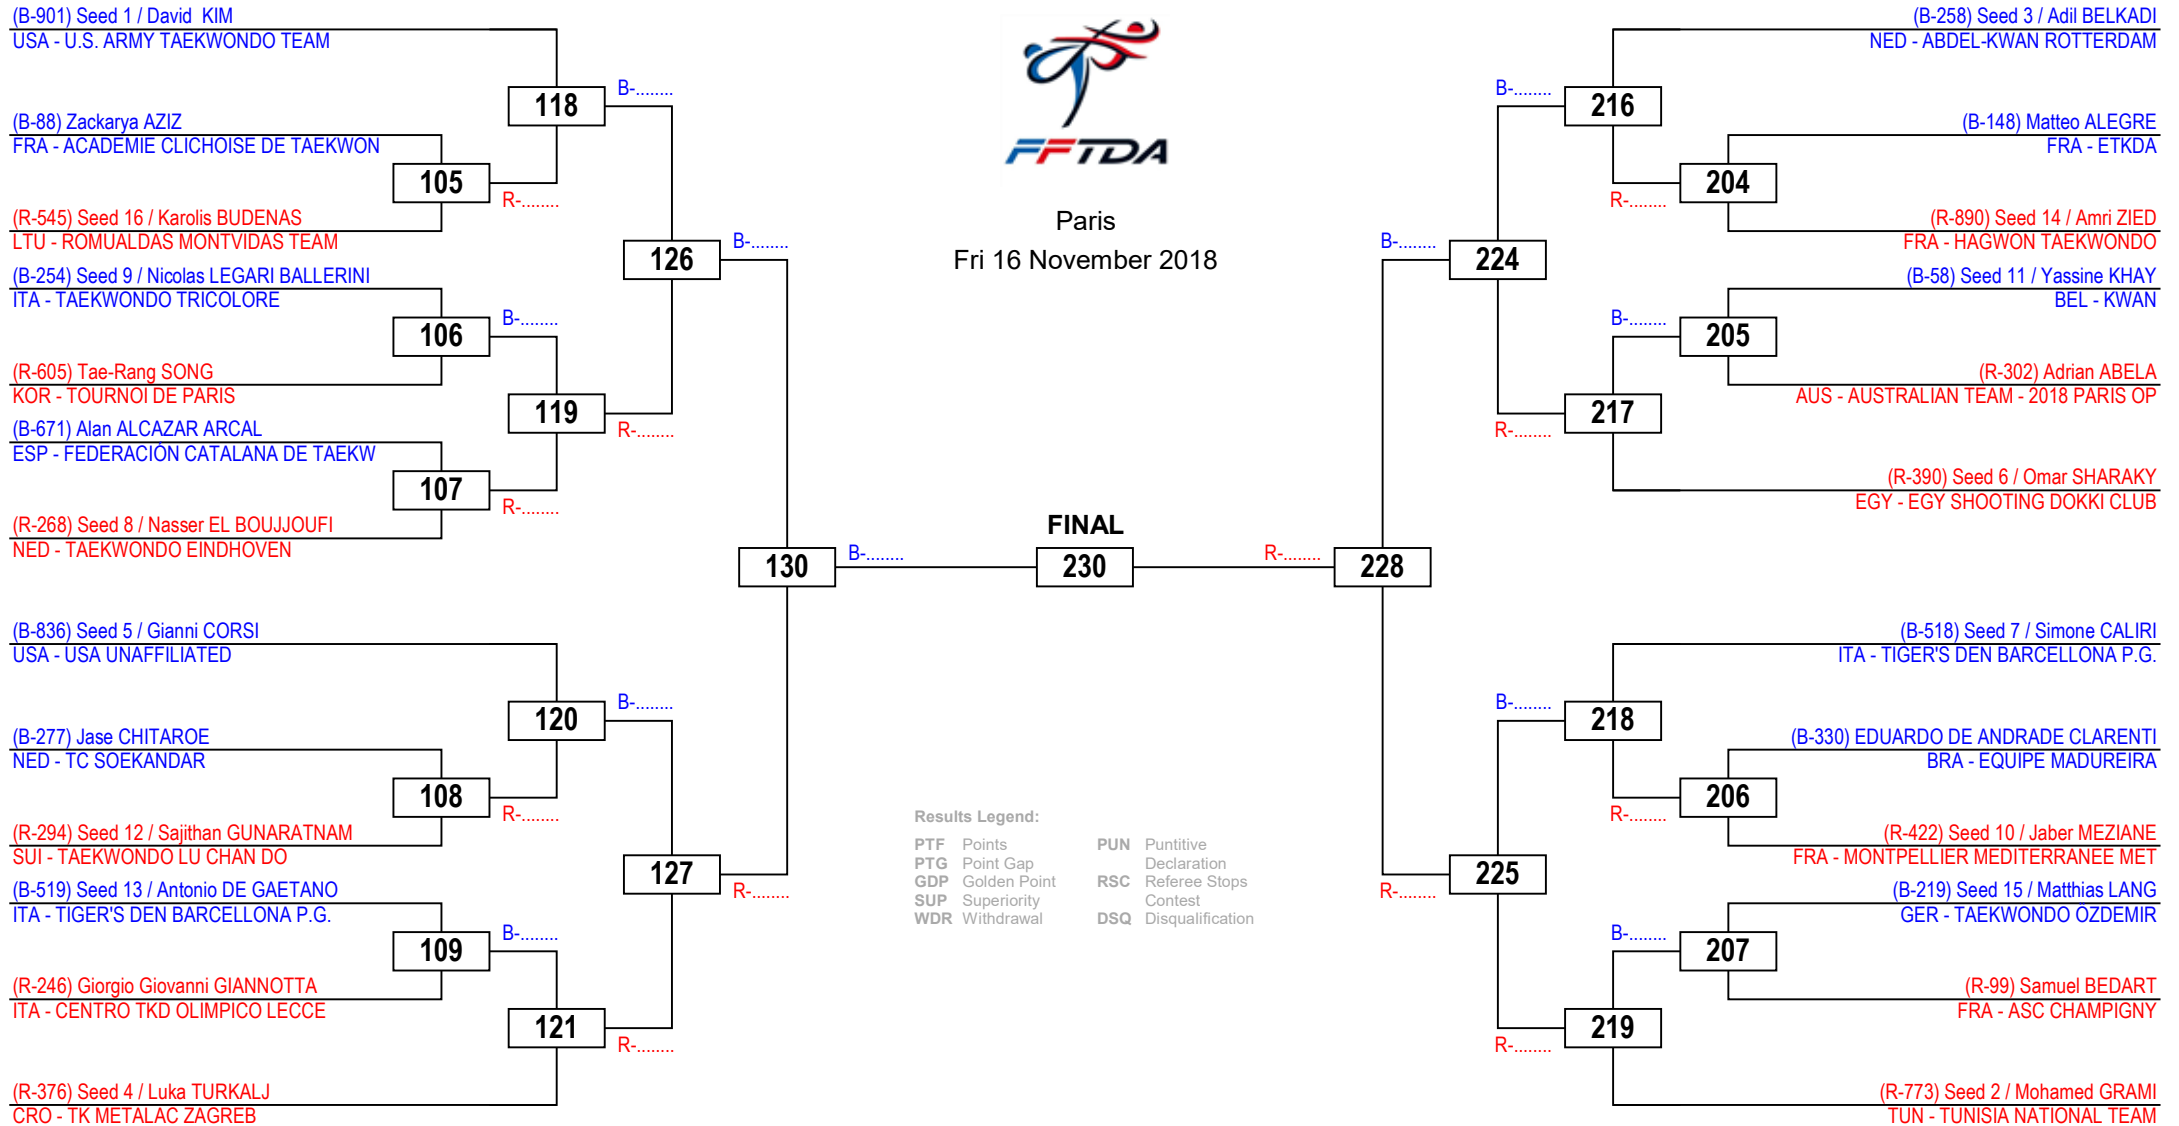 (B-901) Seed 1 / David  KIM
USA - U.S. ARMY TAEKWONDO TEAM
118
B-........
(B-88) Zackarya AZIZ
FRA - ACADEMIE CLICHOISE DE TAEKWON
105
R-........
(R-545) Seed 16 / Karolis BUDENAS
LTU - ROMUALDAS MONTVIDAS TEAM
126
B-........
(B-254) Seed 9 / Nicolas LEGARI BALLERINI
ITA - TAEKWONDO TRICOLORE
106
B-........
(R-605) Tae-Rang SONG
KOR - TOURNOI DE PARIS
119
R-........
(B-671) Alan ALCAZAR ARCAL
ESP - FEDERACIÓN CATALANA DE TAEKW
107
R-........
(R-268) Seed 8 / Nasser EL BOUJJOUFI
NED - TAEKWONDO EINDHOVEN
130
B-........
(B-836) Seed 5 / Gianni CORSI
USA - USA UNAFFILIATED
120
B-........
(B-277) Jase CHITAROE
NED - TC SOEKANDAR
108
R-........
(R-294) Seed 12 / Sajithan GUNARATNAM
SUI - TAEKWONDO LU CHAN DO
127
R-........
(B-519) Seed 13 / Antonio DE GAETANO
ITA - TIGER'S DEN BARCELLONA P.G.
109
B-........
(R-246) Giorgio Giovanni GIANNOTTA
ITA - CENTRO TKD OLIMPICO LECCE
121
R-........
(R-376) Seed 4 / Luka TURKALJ
CRO - TK METALAC ZAGREB
FFTDA
Paris
Fri 16 November 2018
FINAL
230
Results Legend:
PTF Points
PTG Point Gap
GDP Golden Point
SUP Superiority
WDR Withdrawal
PUN Puntitive
Declaration
RSC Referee Stops
Contest
DSQ Disqualification
(B-258) Seed 3 / Adil BELKADI
NED - ABDEL-KWAN ROTTERDAM
B-........
216
(B-148) Matteo ALEGRE
FRA - ETKDA
204
R-........
(R-890) Seed 14 / Amri ZIED
FRA - HAGWON TAEKWONDO
B-........
224
(B-58) Seed 11 / Yassine KHAY
BEL - KWAN
B-........
205
(R-302) Adrian ABELA
AUS - AUSTRALIAN TEAM - 2018 PARIS OP
217
R-........
(R-390) Seed 6 / Omar SHARAKY
EGY - EGY SHOOTING DOKKI CLUB
R-........
228
(B-518) Seed 7 / Simone CALIRI
ITA - TIGER'S DEN BARCELLONA P.G.
B-........
218
(B-330) EDUARDO DE ANDRADE CLARENTI
BRA - EQUIPE MADUREIRA
206
R-........
(R-422) Seed 10 / Jaber MEZIANE
FRA - MONTPELLIER MEDITERRANEE MET
225
R-........
(B-219) Seed 15 / Matthias LANG
GER - TAEKWONDO ÖZDEMIR
B-........
207
(R-99) Samuel BEDART
FRA - ASC CHAMPIGNY
219
R-........
(R-773) Seed 2 / Mohamed GRAMI
TUN - TUNISIA NATIONAL TEAM